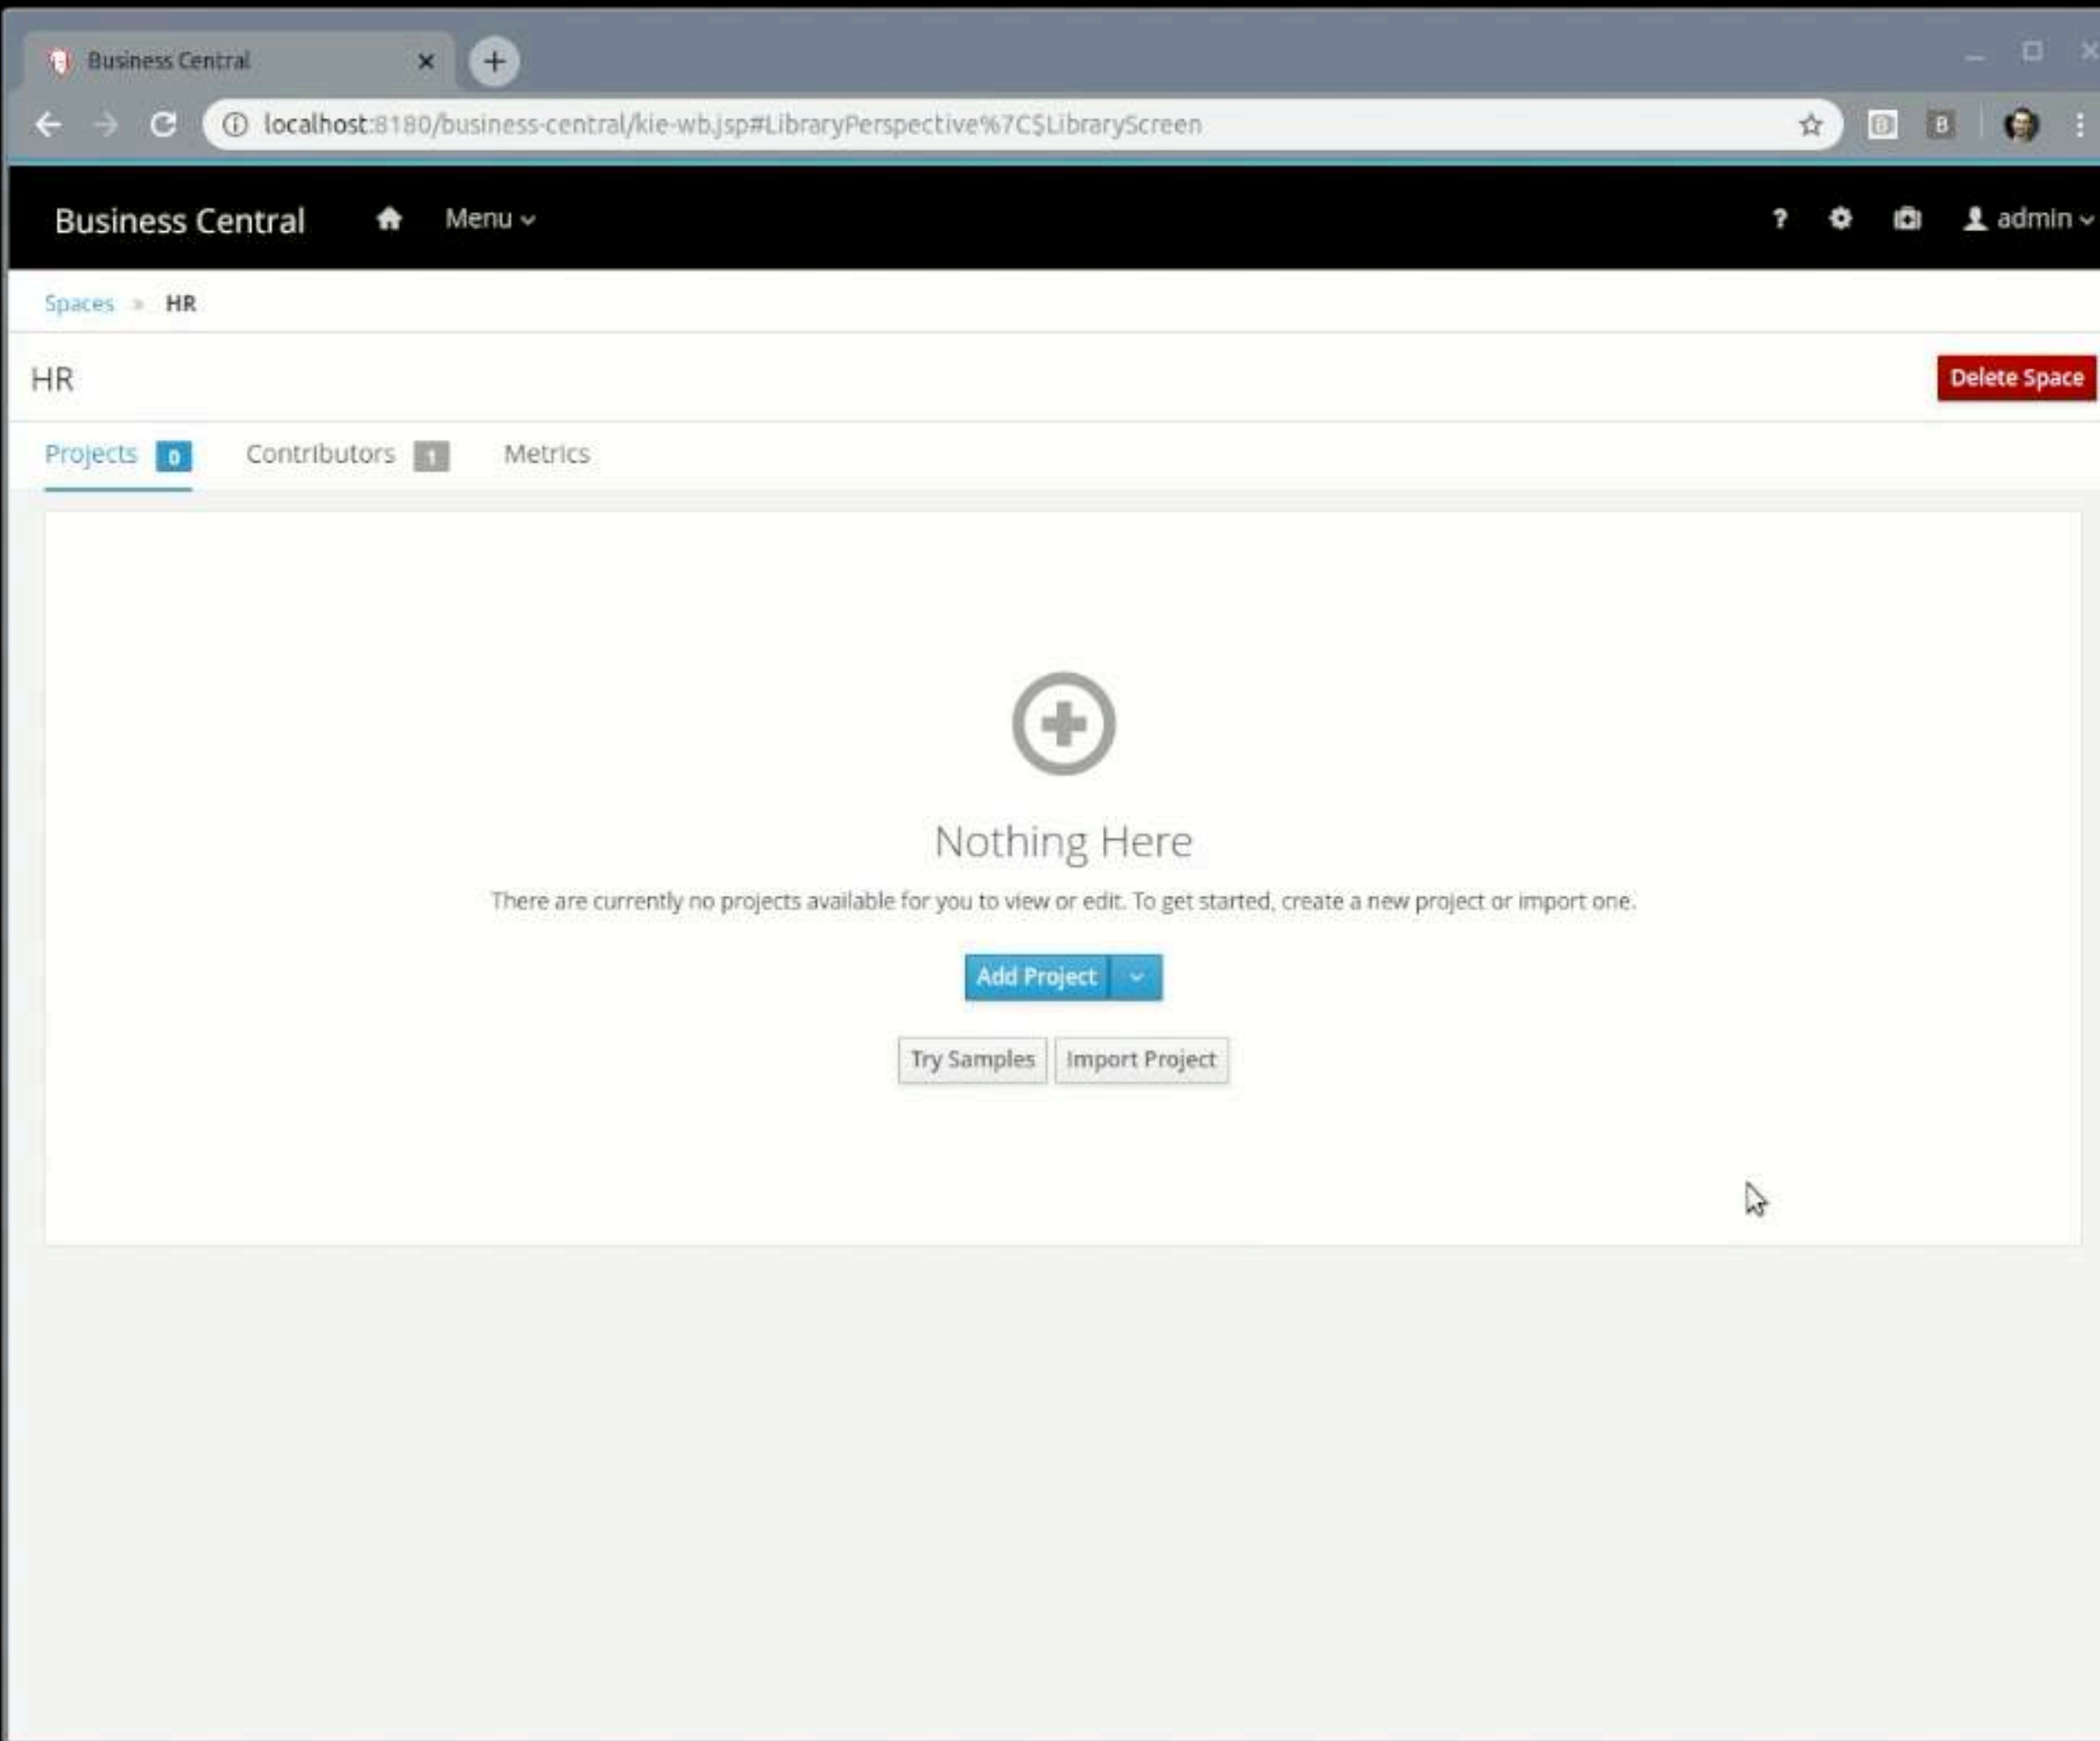 Business Central
localhost:8180/business-central/kie-wb.jsp#LibraryPerspective%7C$LibraryScreen
B
Business Central Menu ? admin
Spaces » HR
HR Delete Space
Projects 0 Contributors 1 Metrics
Nothing Here
There are currently no projects available for you to view or edit. To get started, create a new project or import one.
Add Project
Try Samples Import Project